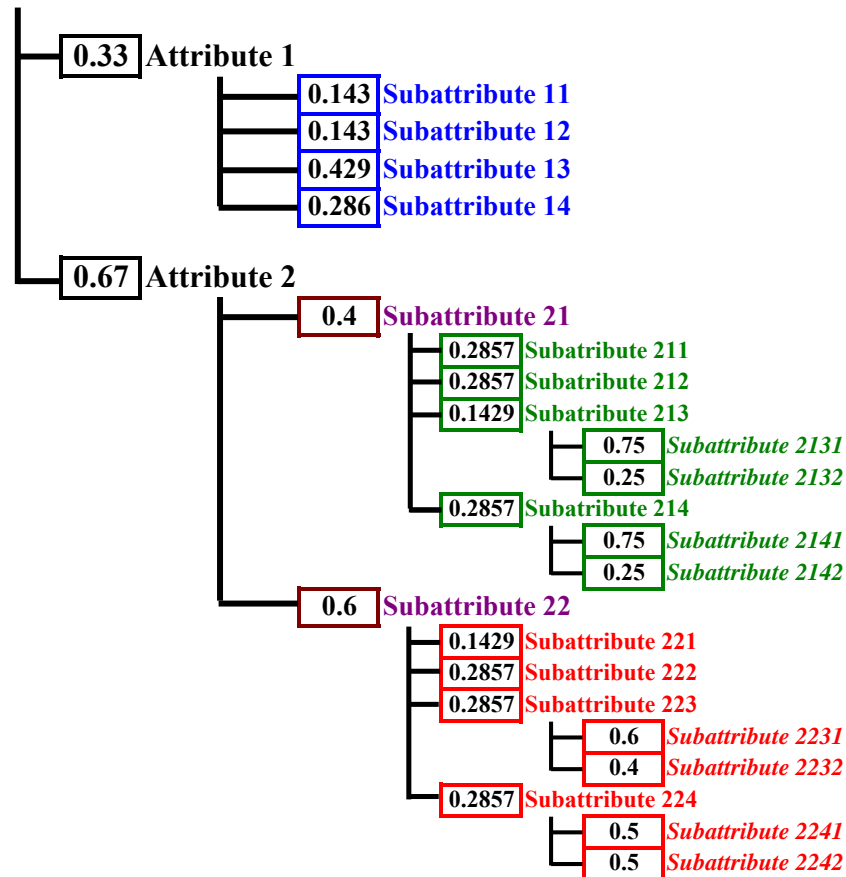 0.33 Attribute 1
0.143 Subattribute 11
0.143 Subattribute 12
0.429 Subattribute 13
0.286 Subattribute 14
0.67 Attribute 2
0.4 Subattribute 21
0.2857 Subatribute 211
0.2857 Subatribute 212
0.1429 Subatribute 213
0.75 Subattribute 2131
0.25 Subattribute 2132
0.2857 Subatribute 214
0.75 Subattribute 2141
0.25 Subattribute 2142
0.6 Subattribute 22
0.1429 Subattribute 221
0.2857 Subattribute 222
0.2857 Subattribute 223
0.6 Subattribute 2231
0.4 Subattribute 2232
0.2857 Subattribute 224
0.5 Subattribute 2241
0.5 Subattribute 2242